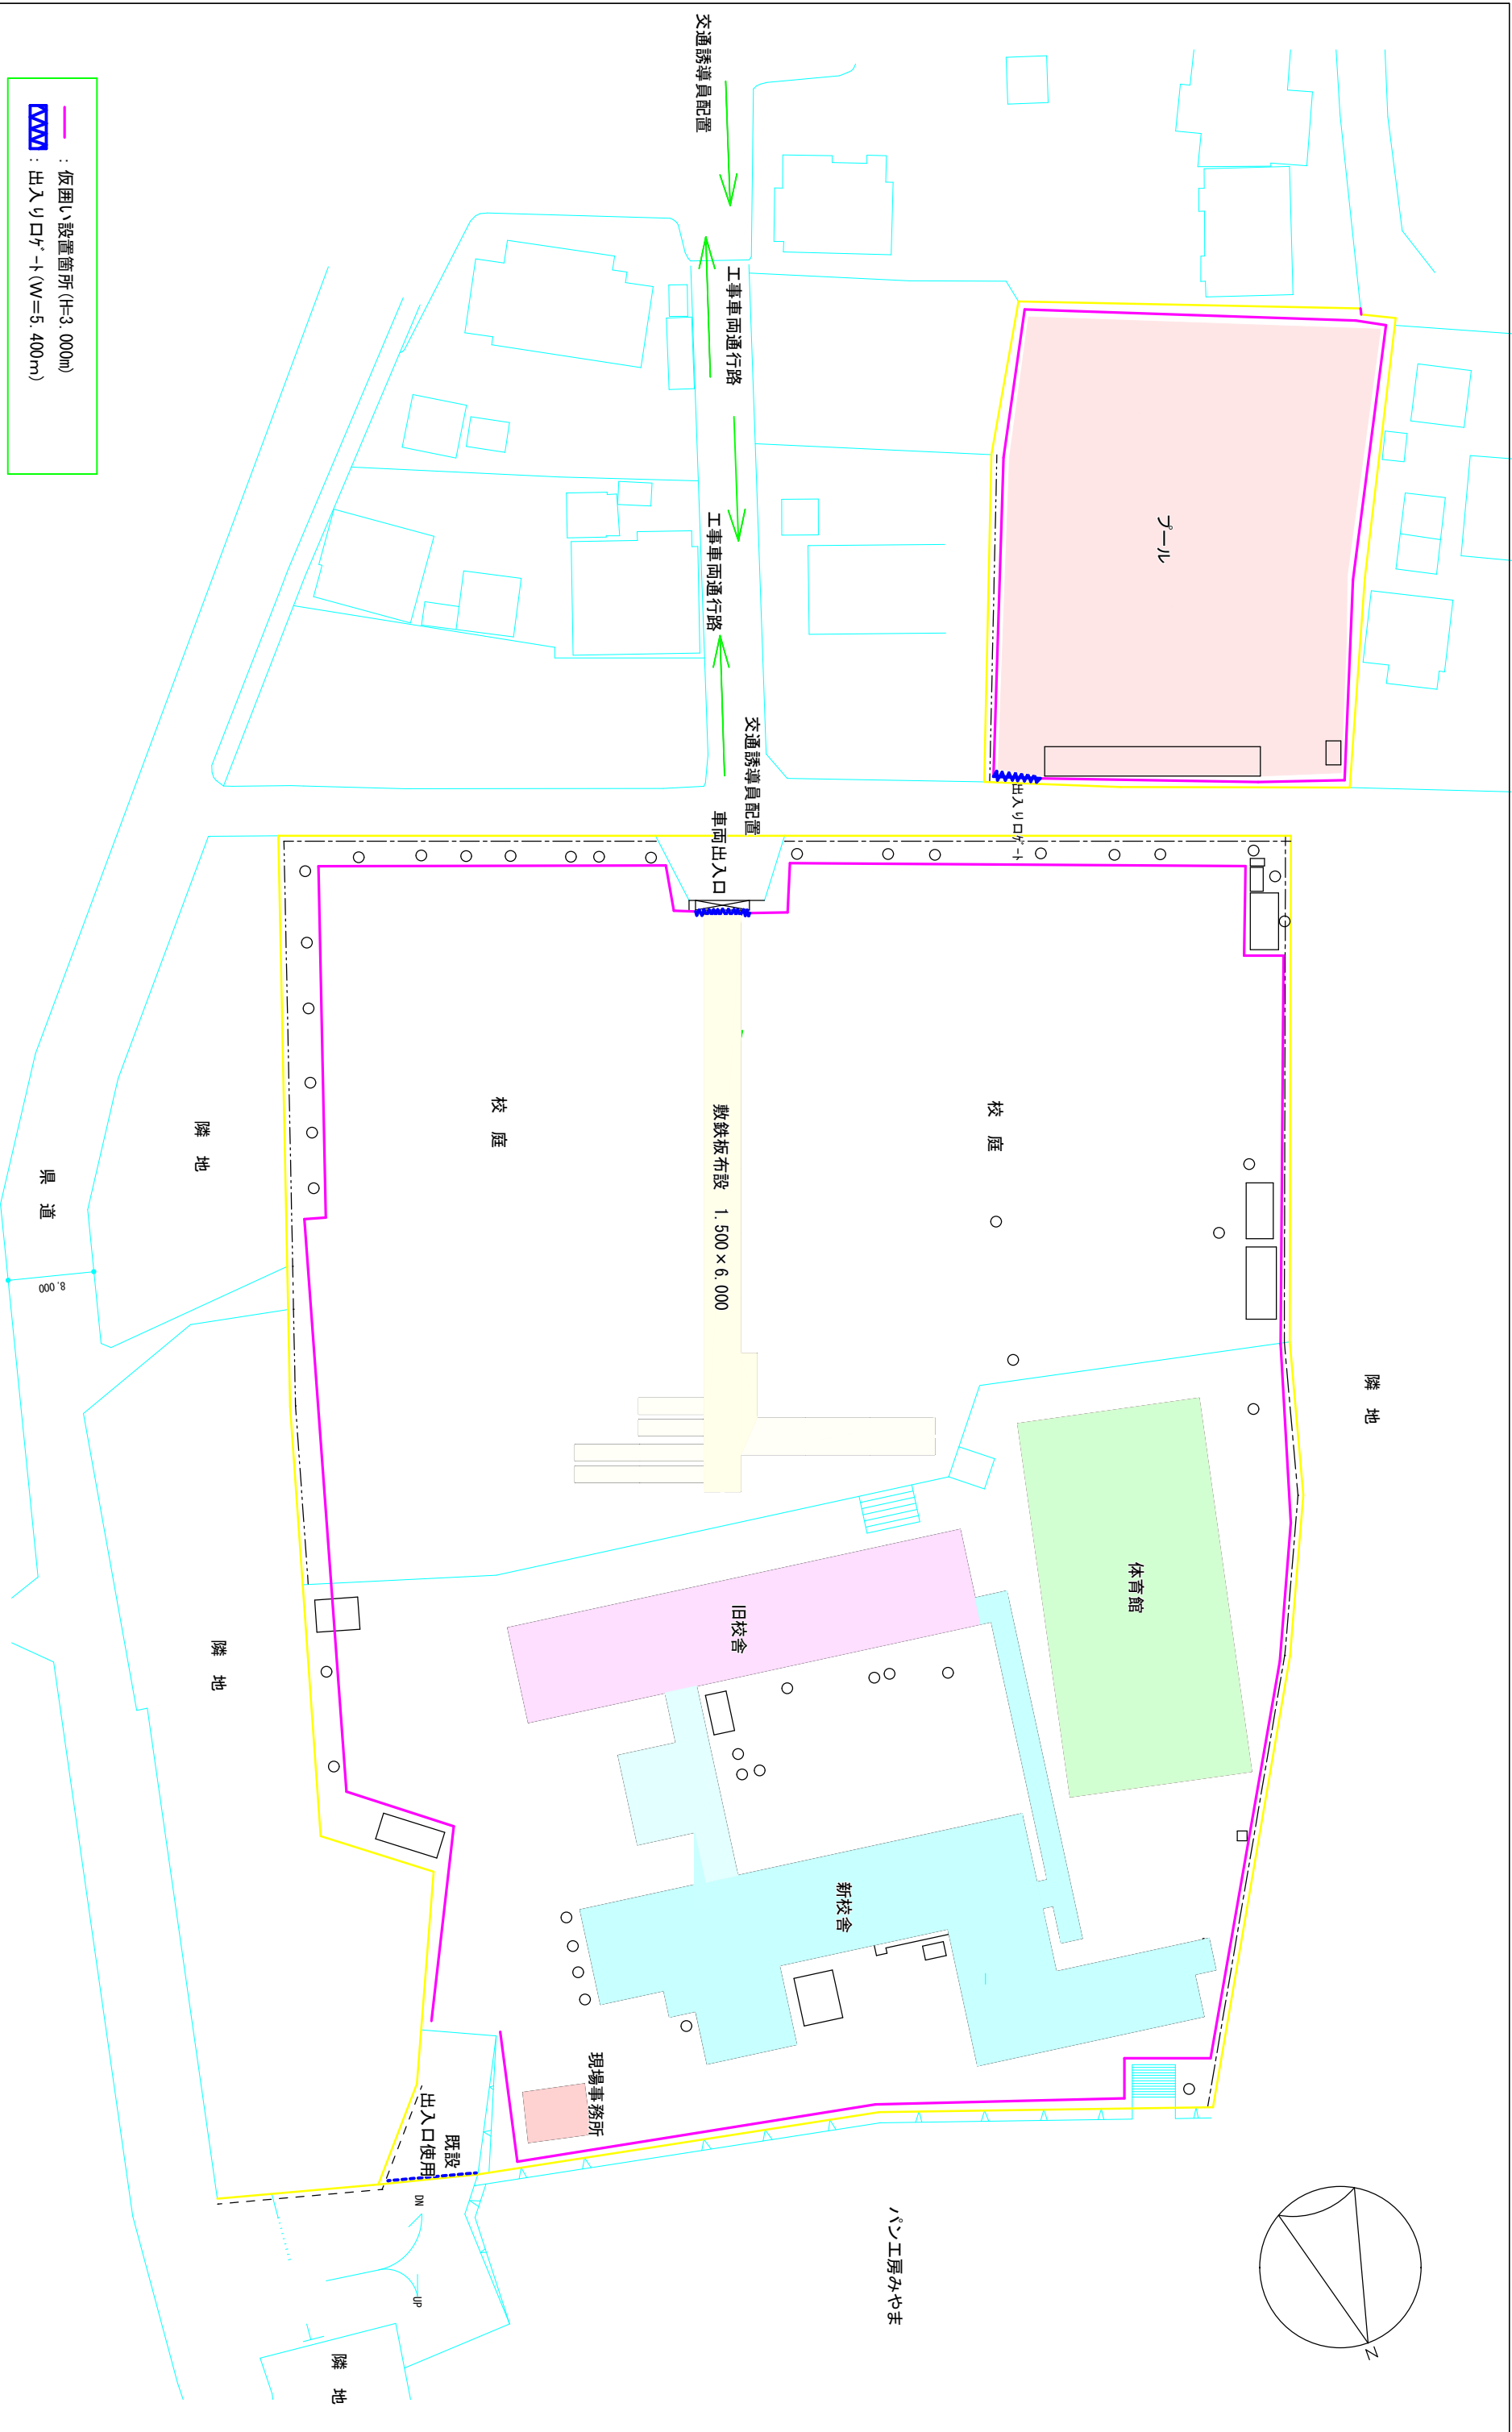 交通誘導員配置
工事車両通行路
工事車両通行路
交通誘導員配置
車両出入口
プール
出入り口ゲート
校 庭
校 庭
敷鉄板布設 1.500×6.000
隣 地
隣 地
隣 地
県 道
8.000
体育館
旧校舎
新校舎
現場事務所
既設
出入口使用
DN
UP
隣 地
パン工房みやま
N
: 仮囲い設置箇所(H=3.000m)
: 出入り口ゲート(W=5.400m)